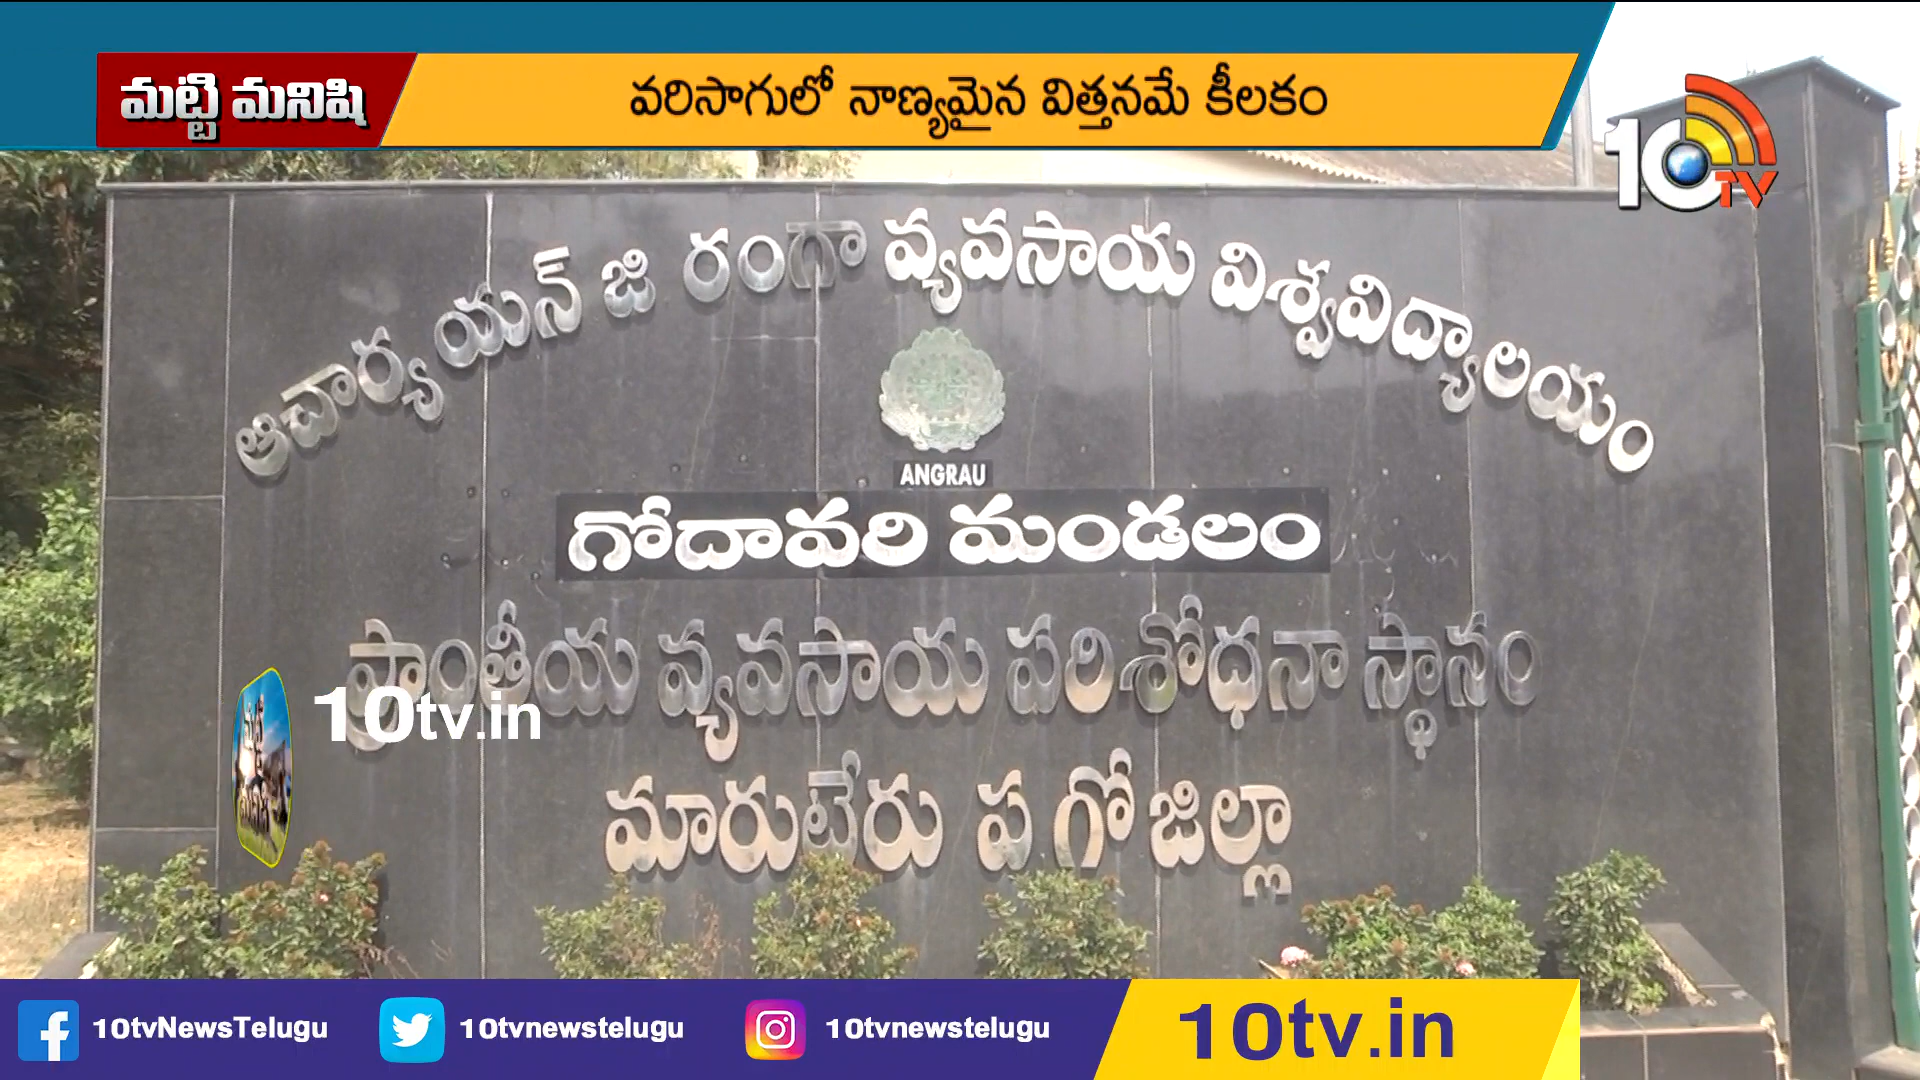 మట్టి మనిషి
వరిసాగులో నాణ్యమైన విత్తనమే కీలకం
10TV
ఆచార్య యన్ జి రంగా వ్యవసాయ విశ్వవిద్యాలయం
ANGRAU
గోదావరి మండలం
ప్రాంతీయ వ్యవసాయ పరిశోధనా స్థానం
10tv.in
మారుటేరు ప గో జిల్లా
10tvNewsTelugu
10tvnewstelugu
10tvnewstelugu
10tv.in